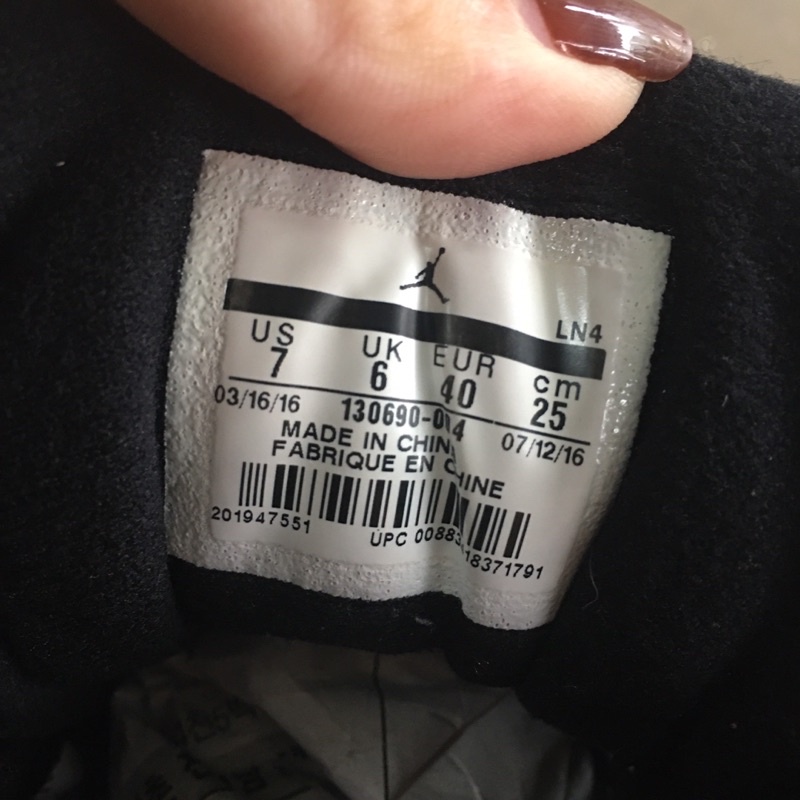 LN4
US UK EUR cm
7 6 40 25
03/16/16 130690-014 07/12/16
MADE IN CHINA
FABRIQUE EN CHINE
201947551
UPC 00883 18371791